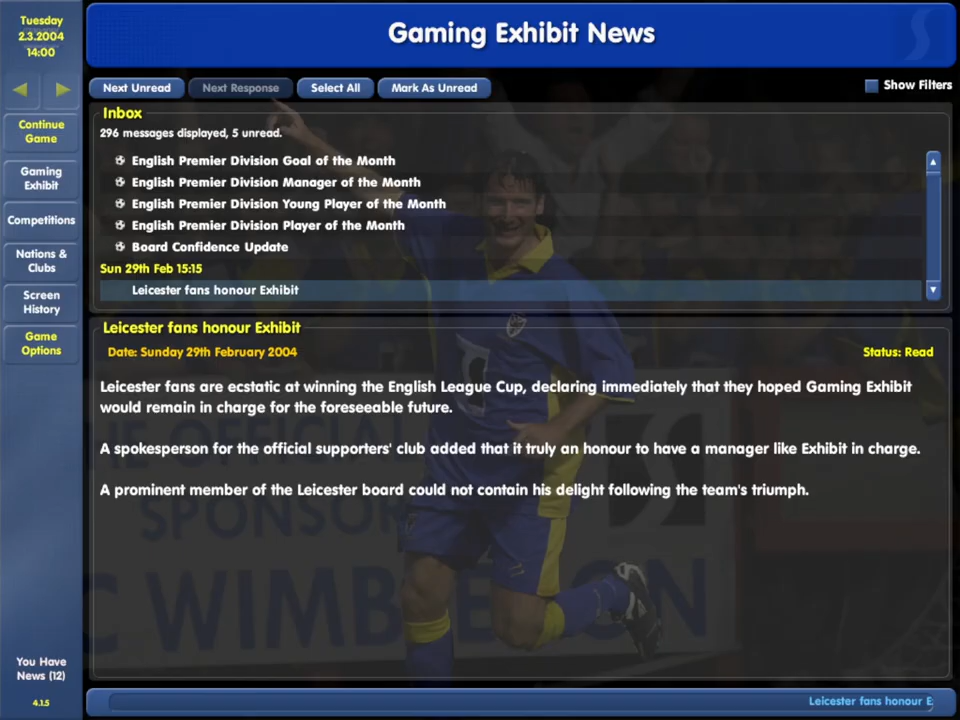 Tuesday
2.3.2004
14:00
Gaming Exhibit News
Next Unread
Next Response
Select All
Mark As Unread
Show Filters
Continue
Game
Gaming
Exhibit
Competitions
Nations &
Clubs
Screen
History
Game
Options
Inbox
296 messages displayed, 5 unread.
English Premier Division Goal of the Month
English Premier Division Manager of the Month
English Premier Division Young Player of the Month
English Premier Division Player of the Month
Board Confidence Update
Sun 29th Feb 15:15
Leicester fans honour Exhibit
Leicester fans honour Exhibit
Date: Sunday 29th February 2004
Status: Read
Leicester fans are ecstatic at winning the English League Cup, declaring immediately that they hoped Gaming Exhibit
would remain in charge for the foreseeable future.
A spokesperson for the official supporters' club added that it truly an honour to have a manager like Exhibit in charge.
A prominent member of the Leicester board could not contain his delight following the team's triumph.
THE OFFICIAL
SPONSOR
C WIMBLEDON
You Have
News (12)
4.1.5
Leicester fans honour E